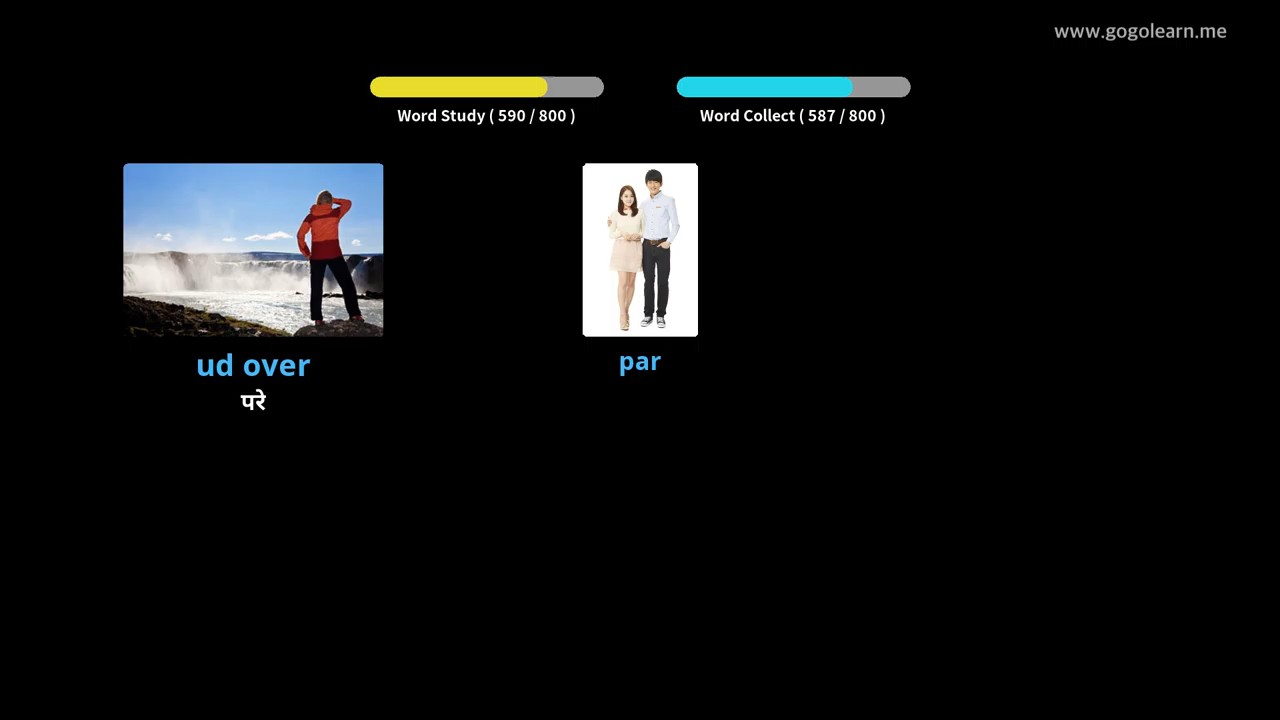 www.gogolearn.me
Word Study ( 590 / 800 )
Word Collect ( 587 / 800 )
ud over
par
परे